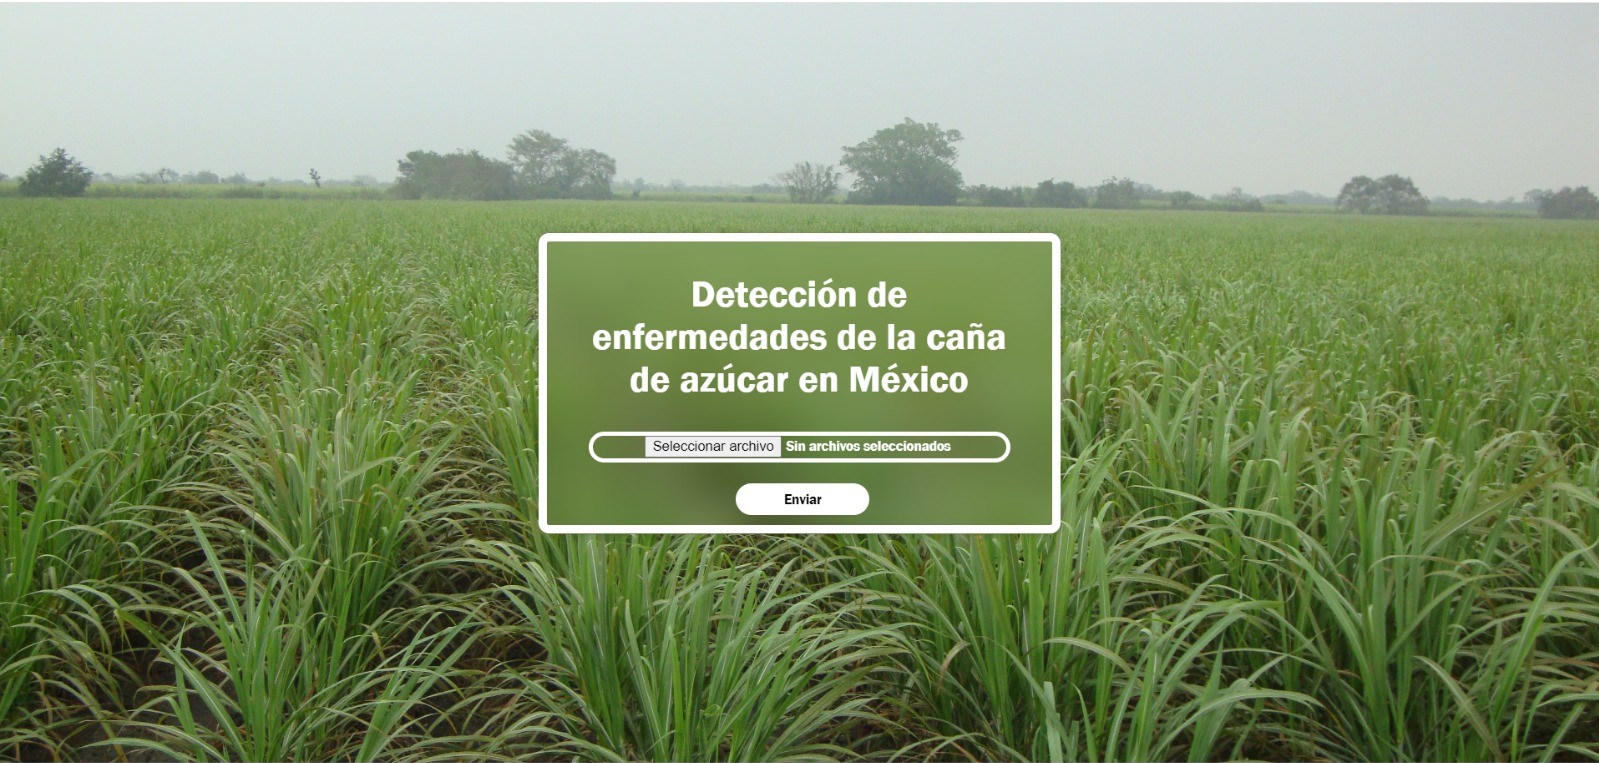 Detección de
enfermedades de la caña
de azúcar en México
Seleccionar archivo Sin archivos seleccionados
Enviar